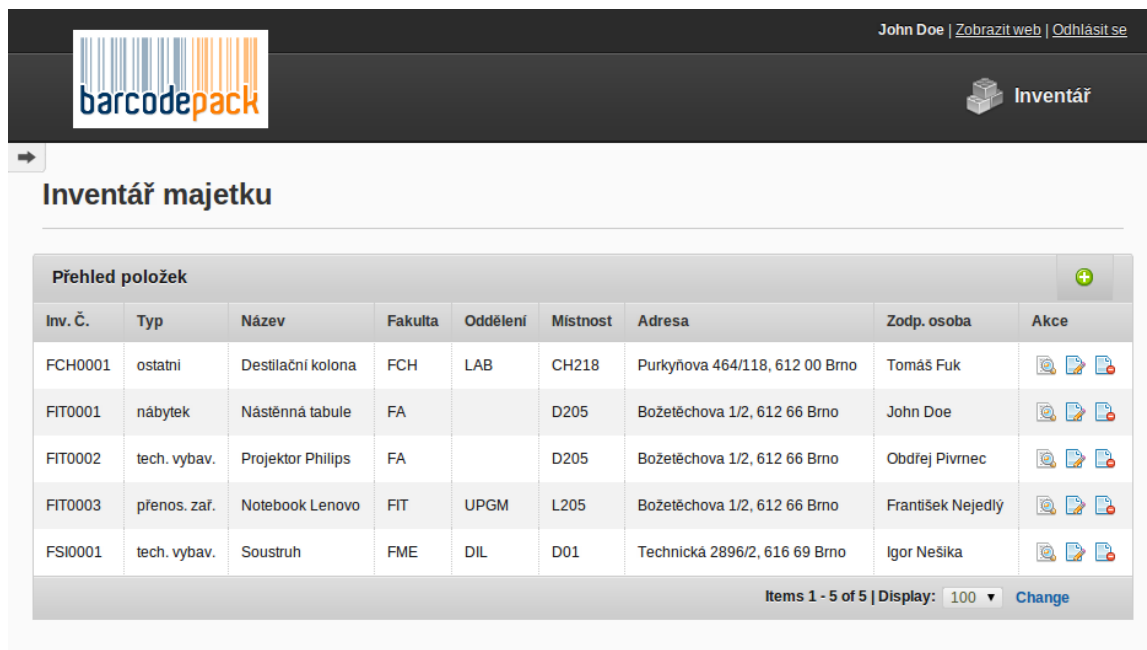 John Doe | Zobrazit web | Odhlásit se
barcodepack
Inventář
Inventář majetku
Přehled položek
Inv. Č. Typ Název Fakulta Oddělení Místnost Adresa Zodp. osoba Akce
FCH0001 ostatni Destilační kolona FCH LAB CH218 Purkyňova 464/118, 612 00 Brno Tomáš Fuk
FIT0001 nábytek Nástěnná tabule FA D205 Božetěchova 1/2, 612 66 Brno John Doe
FIT0002 tech. vybav. Projektor Philips FA D205 Božetěchova 1/2, 612 66 Brno Obdřej Pivrnec
FIT0003 přenos. zař. Notebook Lenovo FIT UPGM L205 Božetěchova 1/2, 612 66 Brno František Nejedlý
FSI0001 tech. vybav. Soustruh FME DIL D01 Technická 2896/2, 616 69 Brno Igor Nešika
Items 1 - 5 of 5 | Display: 100 Change